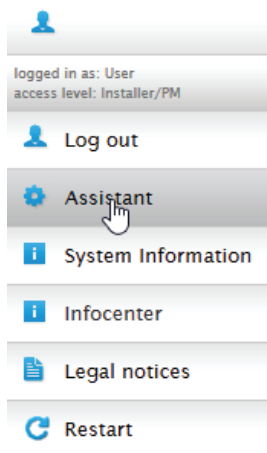 logged in as: User
access level: Installer/PM
Log out
Assistant
System Information
Infocenter
Legal notices
Restart